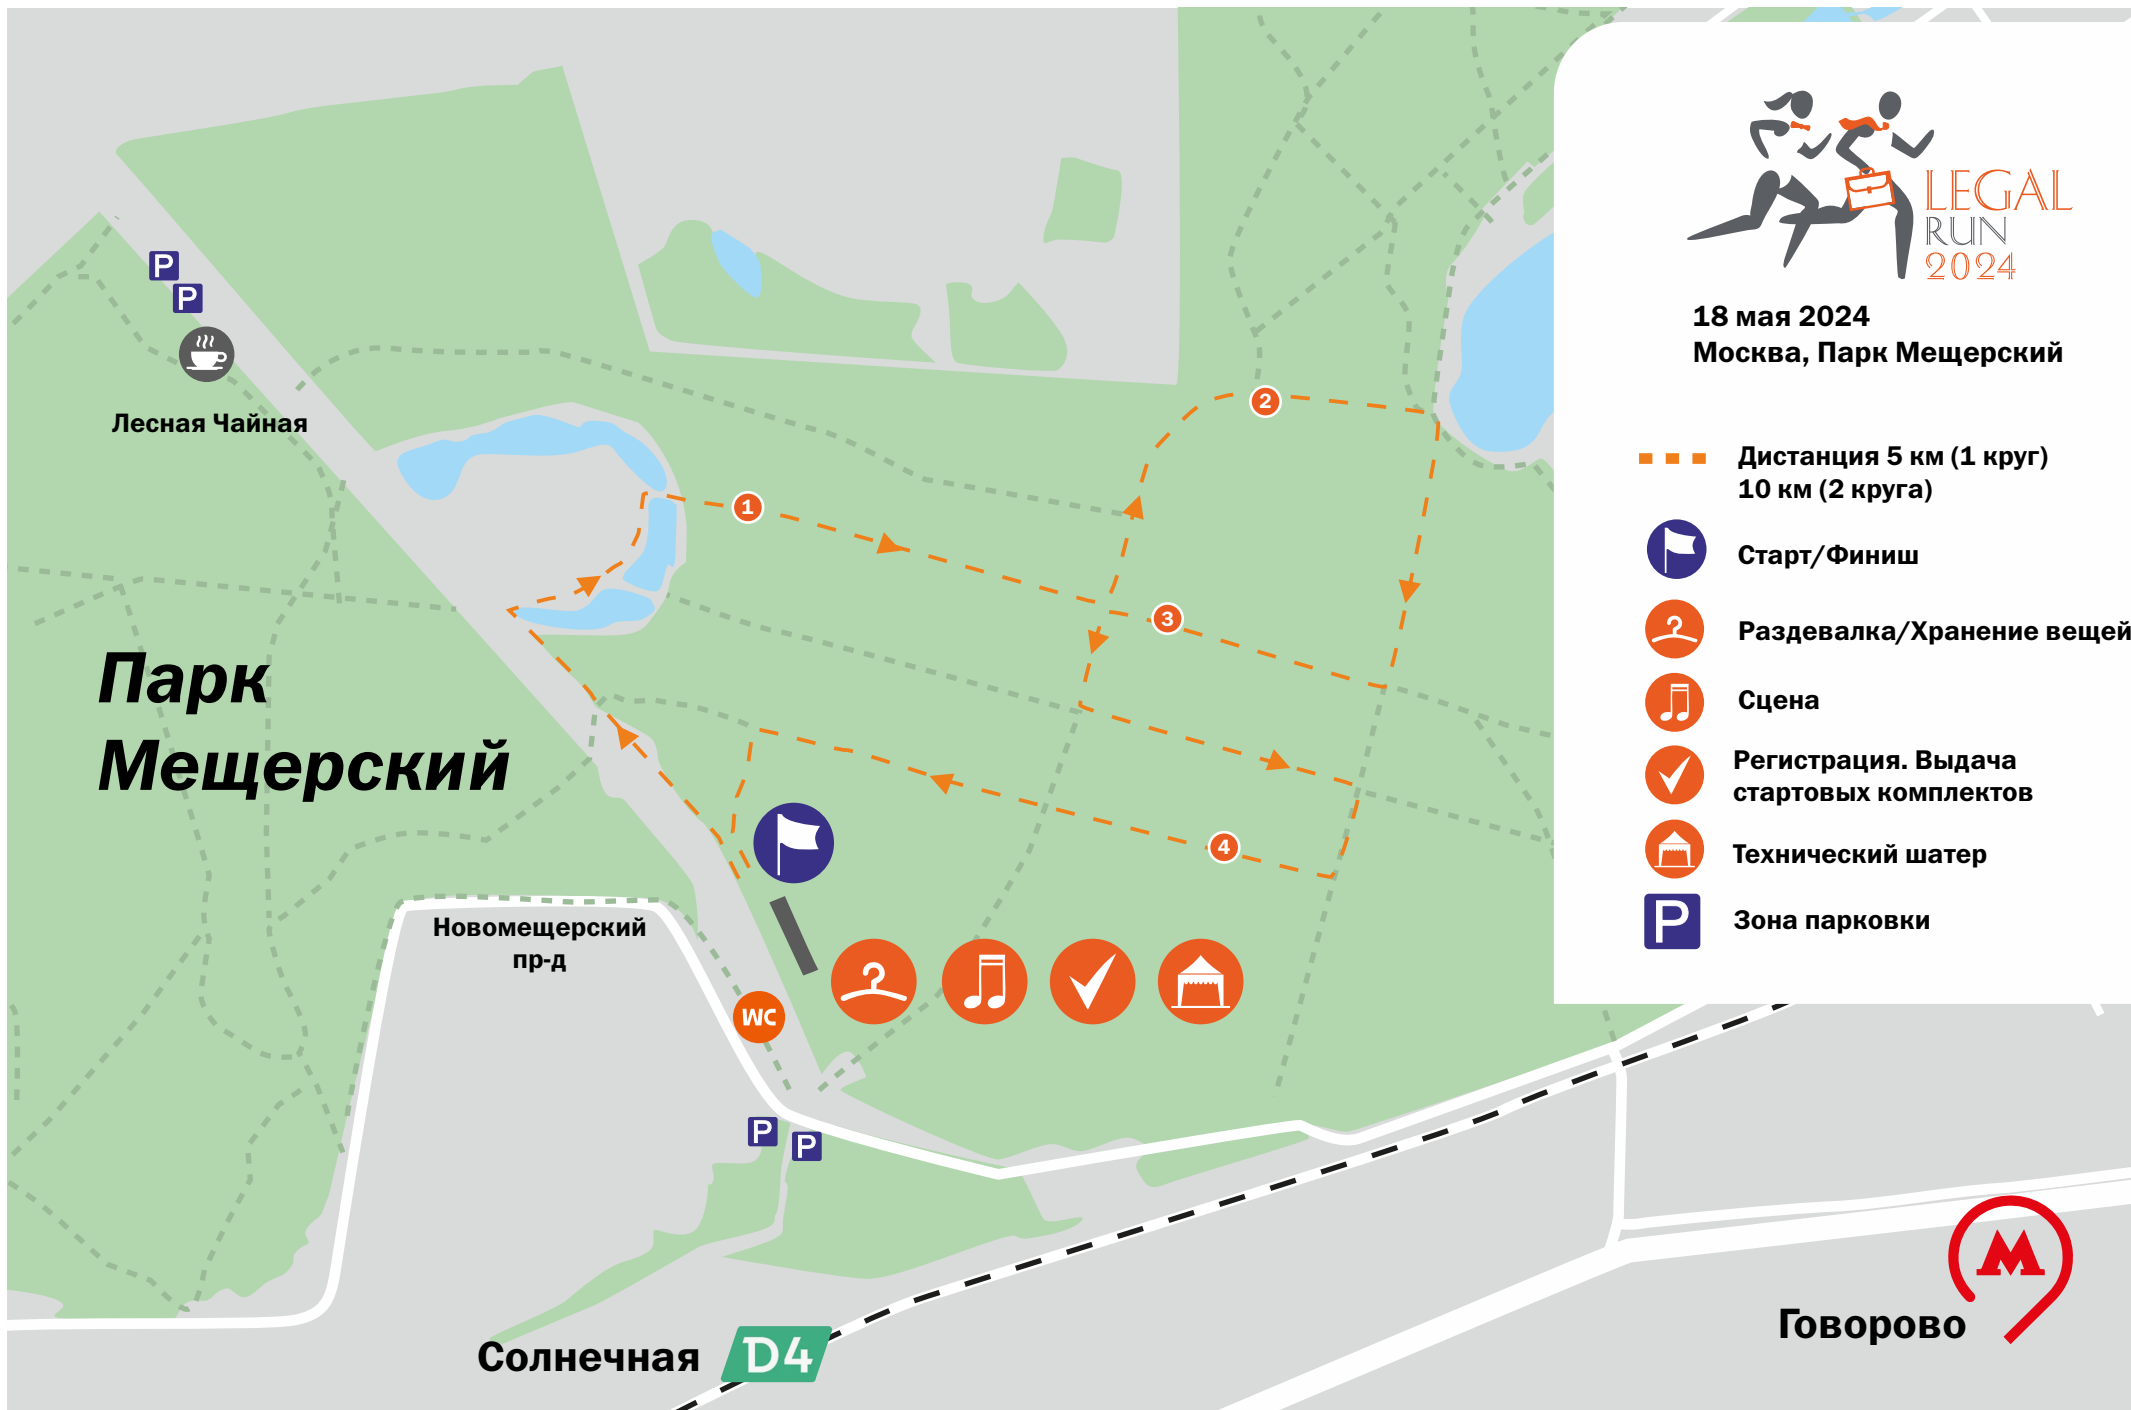 LEGAL
RUN
2024
18 мая 2024
Москва, Парк Мещерский
Дистанция 5 км (1 круг)
10 км (2 круга)
Старт/Финиш
Раздевалка/Хранение вещей
Сцена
Регистрация. Выдача
стартовых комплектов
Технический шатер
P
Зона парковки
P
P
Лесная Чайная
2
1
3
4
Парк
Мещерский
Новомещерский
пр-д
WC
P
P
Солнечная
D4
М
Говорово